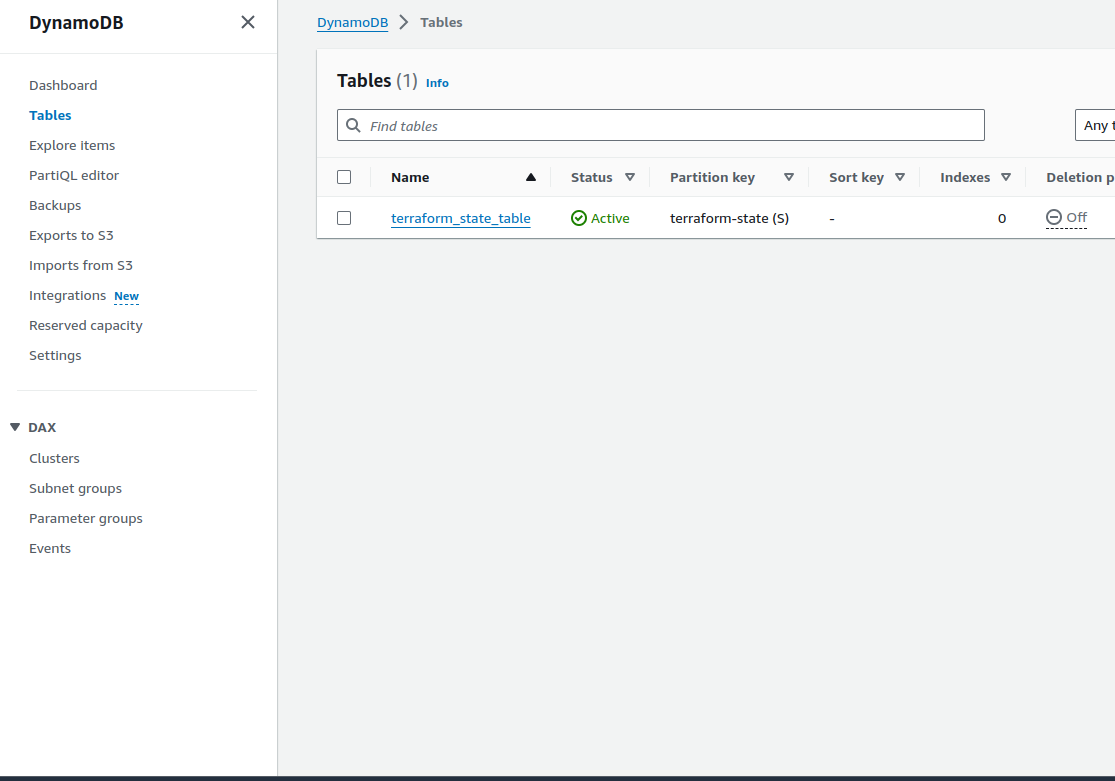 DynamoDB
Dashboard
Tables
Explore items
PartiQL editor
Backups
Exports to S3
Imports from S3
Integrations New
Reserved capacity
Settings
DAX
Clusters
Subnet groups
Parameter groups
Events
DynamoDB > Tables
Tables (1) Info
Find tables
Any t
Name Status Partition key Sort key Indexes Deletion p
terraform_state_table Active terraform-state (S) - 0 Off